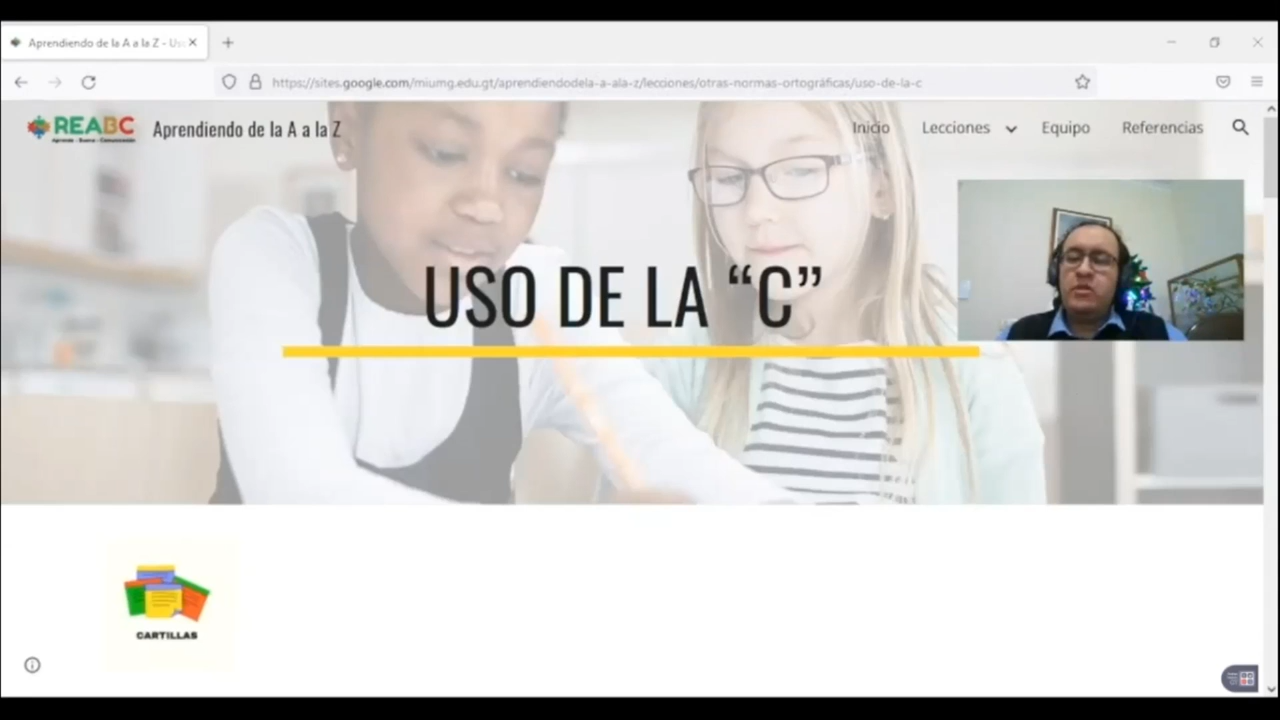 Aprendiendo de la A a la Z - Us
https://sites.google.com/miumg.edu.gt/aprendiendodela-a-ala-z/lecciones/otras-normas-ortográficas/uso-de-la-c
REABC
Aprendiendo de la A a la Z
Inicio
Lecciones
Equipo
Referencias
USO DE LA “C”
CARTILLAS